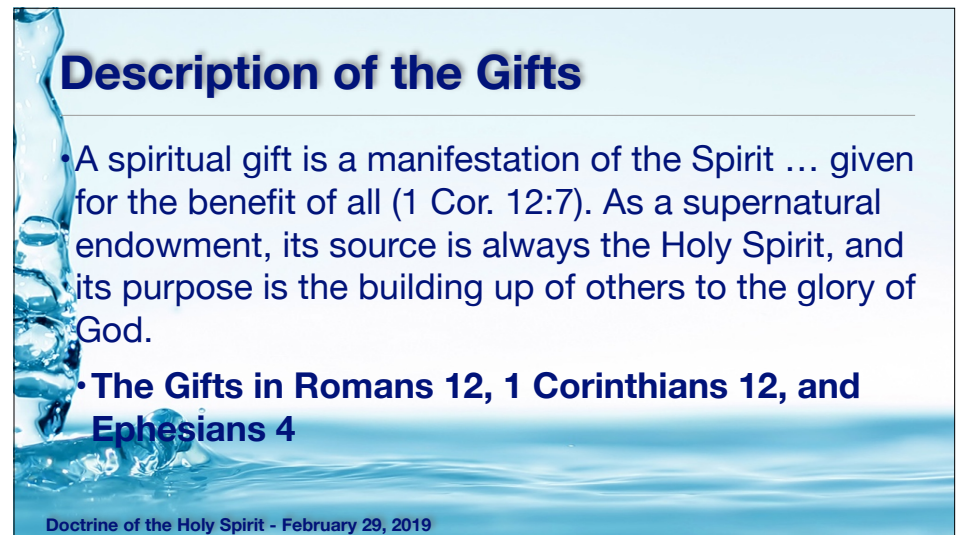 Description of the Gifts
•A spiritual gift is a manifestation of the Spirit … given
for the benefit of all (1 Cor. 12:7). As a supernatural
endowment, its source is always the Holy Spirit, and
its purpose is the building up of others to the glory of
God.
•The Gifts in Romans 12, 1 Corinthians 12, and
Ephesians 4
Doctrine of the Holy Spirit - February 29, 2019